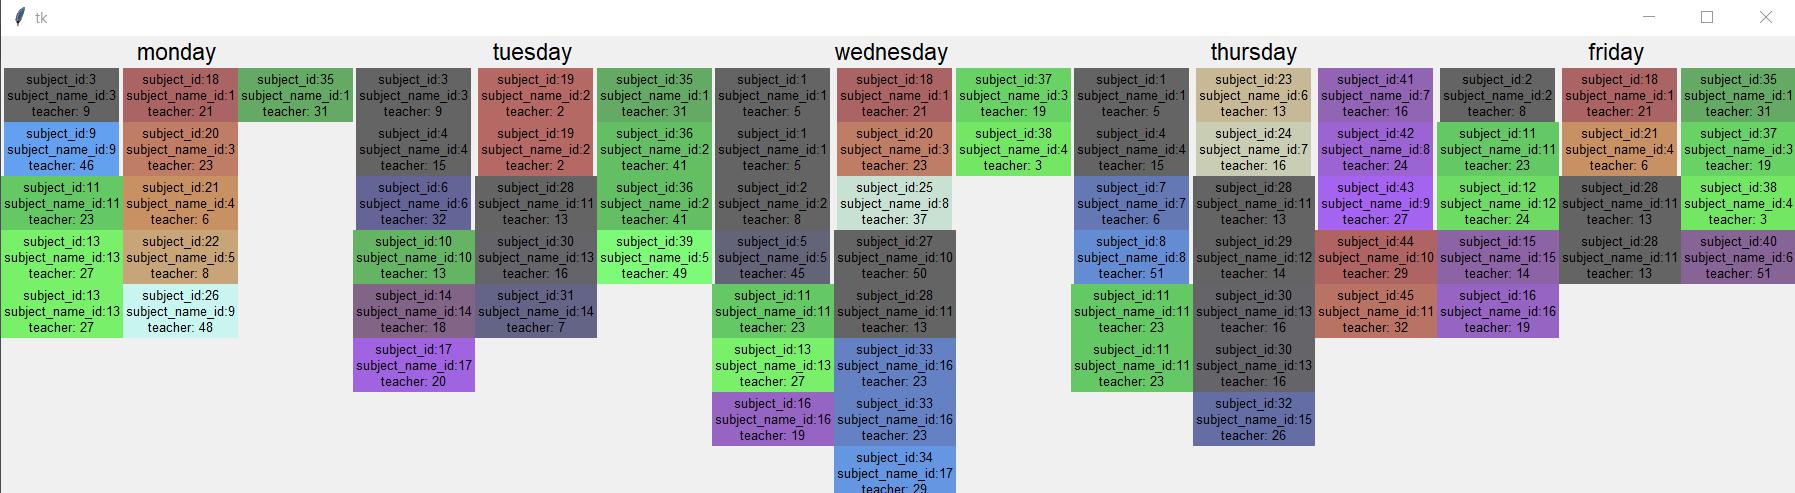 tk
monday
subject_id:3
subject_name_id:3
teacher: 9
subject_id:9
subject_name_id:9
teacher: 46
subject_id:11
subject_name_id:11
teacher: 23
subject_id:13
subject_name_id:13
teacher: 27
subject_id:13
subject_name_id:13
teacher: 27
subject_id:18
subject_name_id:1
teacher: 21
subject_id:20
subject_name_id:3
teacher: 23
subject_id:21
subject_name_id:4
teacher: 6
subject_id:22
subject_name_id:5
teacher: 8
subject_id:26
subject_name_id:9
teacher: 48
subject_id:35
subject_name_id:1
teacher: 31
tuesday
subject_id:3
subject_name_id:3
teacher: 9
subject_id:4
subject_name_id:4
teacher: 15
subject_id:6
subject_name_id:6
teacher: 32
subject_id:10
subject_name_id:10
teacher: 13
subject_id:14
subject_name_id:14
teacher: 18
subject_id:17
subject_name_id:17
teacher: 20
subject_id:19
subject_name_id:2
teacher: 2
subject_id:19
subject_name_id:2
teacher: 2
subject_id:28
subject_name_id:11
teacher: 13
subject_id:30
subject_name_id:13
teacher: 16
subject_id:31
subject_name_id:14
teacher: 7
subject_id:35
subject_name_id:1
teacher: 31
subject_id:36
subject_name_id:2
teacher: 41
subject_id:36
subject_name_id:2
teacher: 41
subject_id:39
subject_name_id:5
teacher: 49
wednesday
subject_id:1
subject_name_id:1
teacher: 5
subject_id:1
subject_name_id:1
teacher: 5
subject_id:2
subject_name_id:2
teacher: 8
subject_id:5
subject_name_id:5
teacher: 45
subject_id:11
subject_name_id:11
teacher: 23
subject_id:13
subject_name_id:13
teacher: 27
subject_id:16
subject_name_id:16
teacher: 19
subject_id:18
subject_name_id:1
teacher: 21
subject_id:20
subject_name_id:3
teacher: 23
subject_id:25
subject_name_id:8
teacher: 37
subject_id:27
subject_name_id:10
teacher: 50
subject_id:28
subject_name_id:11
teacher: 13
subject_id:33
subject_name_id:16
teacher: 23
subject_id:33
subject_name_id:16
teacher: 23
subject_id:34
subject_name_id:17
teacher: 29
subject_id:37
subject_name_id:3
teacher: 19
subject_id:38
subject_name_id:4
teacher: 3
thursday
subject_id:1
subject_name_id:1
teacher: 5
subject_id:4
subject_name_id:4
teacher: 15
subject_id:7
subject_name_id:7
teacher: 6
subject_id:8
subject_name_id:8
teacher: 51
subject_id:11
subject_name_id:11
teacher: 23
subject_id:11
subject_name_id:11
teacher: 23
subject_id:23
subject_name_id:6
teacher: 13
subject_id:24
subject_name_id:7
teacher: 16
subject_id:28
subject_name_id:11
teacher: 13
subject_id:29
subject_name_id:12
teacher: 14
subject_id:30
subject_name_id:13
teacher: 16
subject_id:30
subject_name_id:13
teacher: 16
subject_id:32
subject_name_id:15
teacher: 26
subject_id:41
subject_name_id:7
teacher: 16
subject_id:42
subject_name_id:8
teacher: 24
subject_id:43
subject_name_id:9
teacher: 27
subject_id:44
subject_name_id:10
teacher: 29
subject_id:45
subject_name_id:11
teacher: 32
friday
subject_id:2
subject_name_id:2
teacher: 8
subject_id:11
subject_name_id:11
teacher: 23
subject_id:12
subject_name_id:12
teacher: 24
subject_id:15
subject_name_id:15
teacher: 14
subject_id:16
subject_name_id:16
teacher: 19
subject_id:18
subject_name_id:1
teacher: 21
subject_id:21
subject_name_id:4
teacher: 6
subject_id:28
subject_name_id:11
teacher: 13
subject_id:28
subject_name_id:11
teacher: 13
subject_id:35
subject_name_id:1
teacher: 31
subject_id:37
subject_name_id:3
teacher: 19
subject_id:38
subject_name_id:4
teacher: 3
subject_id:40
subject_name_id:6
teacher: 51